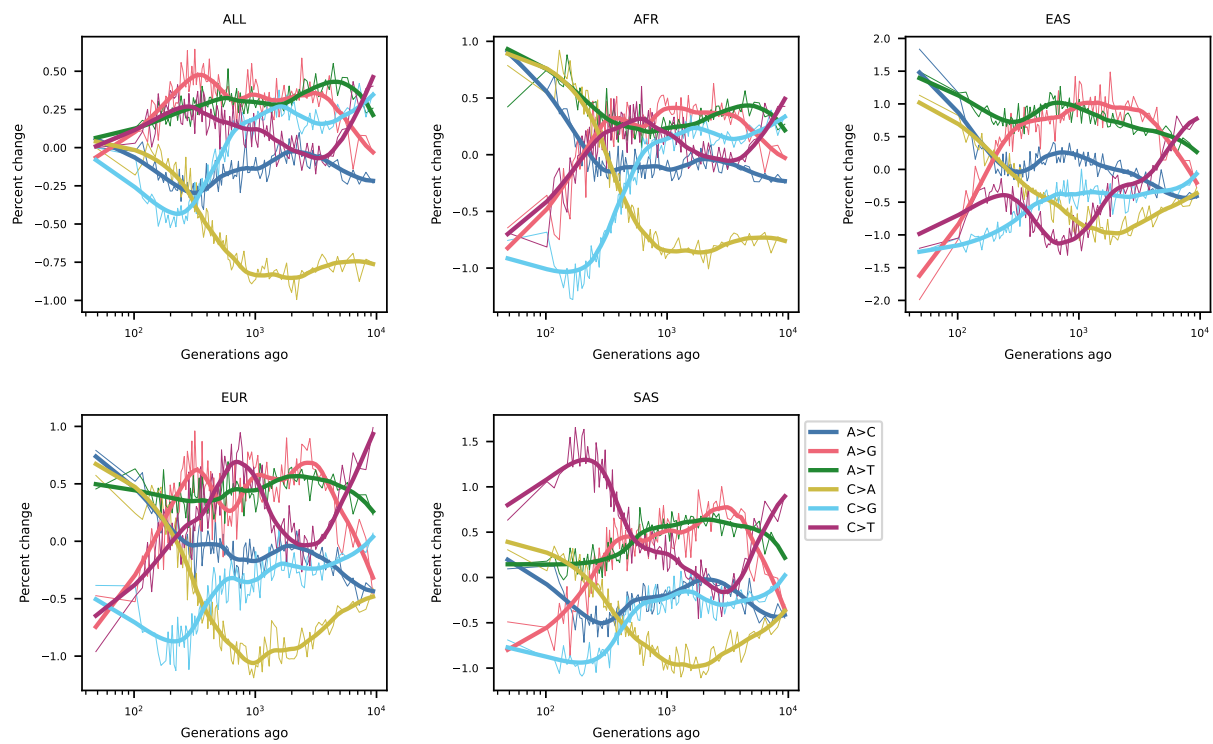 ALL
0.50
0.25
0.00
−0.25
−0.50
−0.75
−1.00
Percent change
10² 10³ 10⁴
Generations ago
AFR
1.0
0.5
0.0
−0.5
−1.0
Percent change
10² 10³ 10⁴
Generations ago
EAS
2.0
1.5
1.0
0.5
0.0
−0.5
−1.0
−1.5
−2.0
Percent change
10² 10³ 10⁴
Generations ago
EUR
1.0
0.5
0.0
−0.5
−1.0
Percent change
10² 10³ 10⁴
Generations ago
SAS
1.5
1.0
0.5
0.0
−0.5
−1.0
Percent change
10² 10³ 10⁴
Generations ago
A>C
A>G
A>T
C>A
C>G
C>T